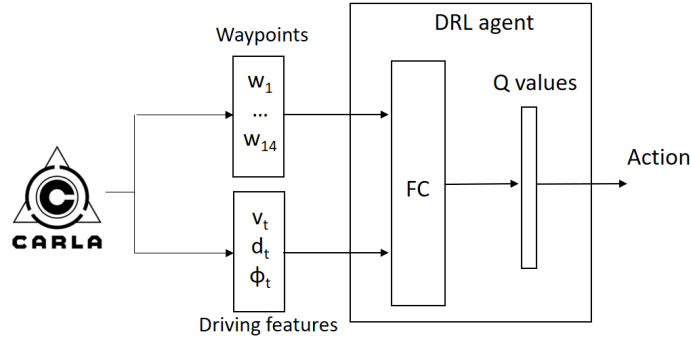 DRL agent
Waypoints
w₁
...
w₁₄
Q values
Action
FC
CARLA
vₜ
dₜ
ϕₜ
Driving features